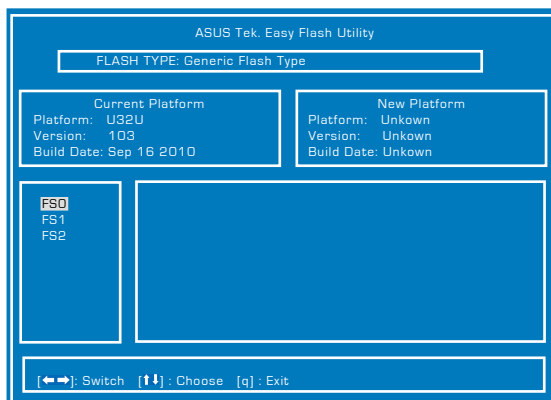 ASUS Tek. Easy Flash Utility
FLASH TYPE: Generic Flash Type
Current Platform
Platform: U32U
Version: 103
Build Date: Sep 16 2010
New Platform
Platform: Unkown
Version: Unkown
Build Date: Unkown
FS0
FS1
FS2
[←→]: Switch [↑↓] : Choose [q] : Exit